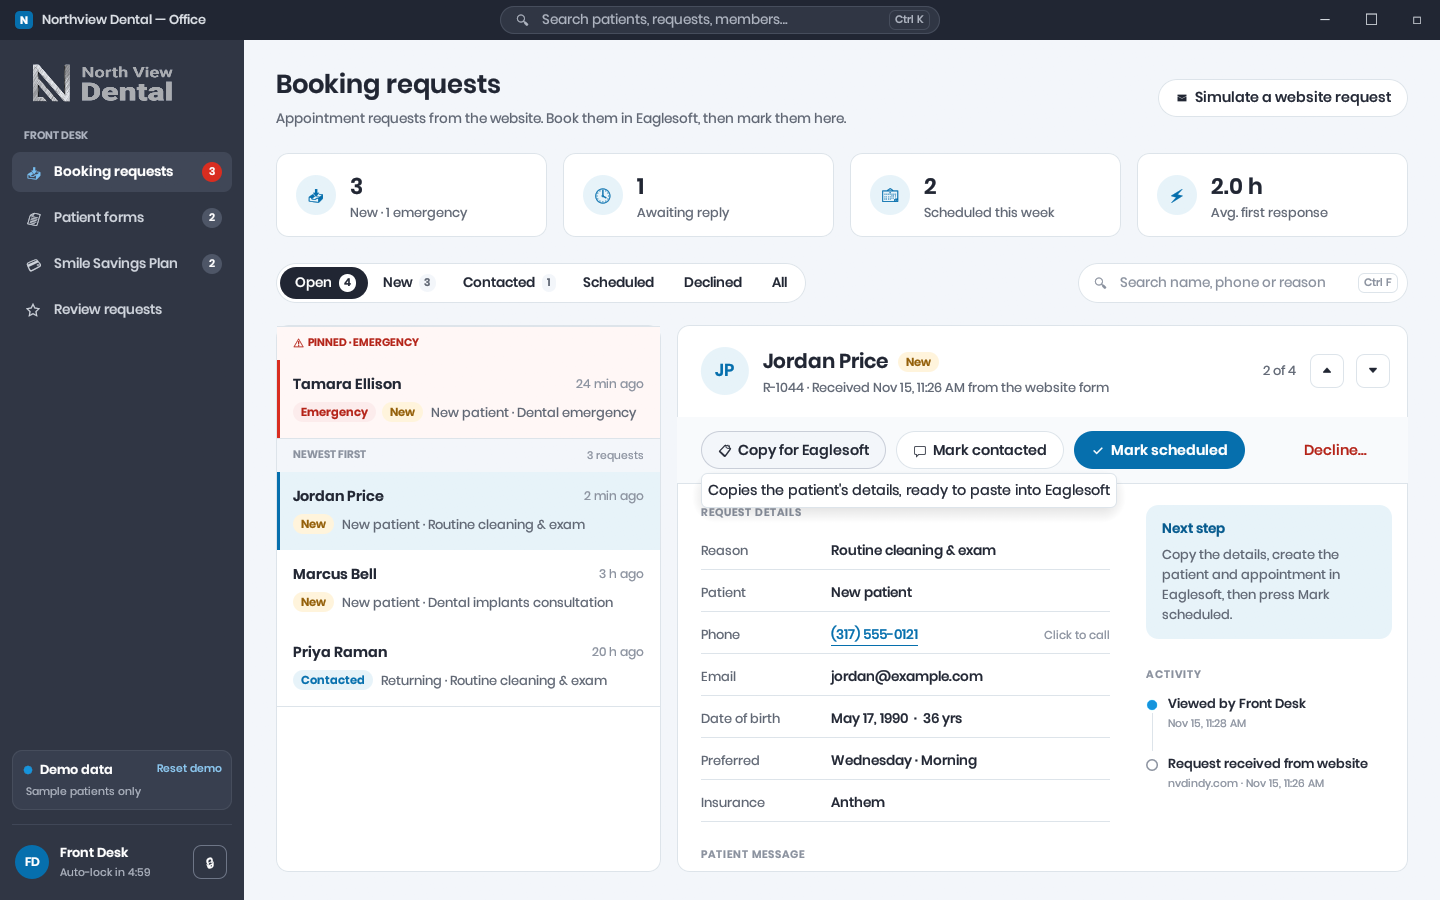 N Northview Dental — Office
Search patients, requests, members... Ctrl K
North View
Dental
FRONT DESK
Booking requests 3
Patient forms 2
Smile Savings Plan 2
Review requests
Demo data Reset demo
Sample patients only
FD Front Desk
Auto-lock in 4:59
Booking requests
Appointment requests from the website. Book them in Eaglesoft, then mark them here.
Simulate a website request
3
New · 1 emergency
1
Awaiting reply
2
Scheduled this week
2.0 h
Avg. first response
Open 4 New 3 Contacted 1 Scheduled Declined All
Search name, phone or reason Ctrl F
PINNED · EMERGENCY
Tamara Ellison 24 min ago
Emergency New New patient · Dental emergency
NEWEST FIRST 3 requests
Jordan Price 2 min ago
New New patient · Routine cleaning & exam
Marcus Bell 3 h ago
New New patient · Dental implants consultation
Priya Raman 20 h ago
Contacted Returning · Routine cleaning & exam
JP Jordan Price New
R-1044 · Received Nov 15, 11:26 AM from the website form
2 of 4
Copy for Eaglesoft Mark contacted Mark scheduled Decline...
Copies the patient's details, ready to paste into Eaglesoft
REQUEST DETAILS
Reason Routine cleaning & exam
Patient New patient
Phone (317) 555-0121 Click to call
Email jordan@example.com
Date of birth May 17, 1990 · 36 yrs
Preferred Wednesday · Morning
Insurance Anthem
PATIENT MESSAGE
Next step
Copy the details, create the
patient and appointment in
Eaglesoft, then press Mark
scheduled.
ACTIVITY
Viewed by Front Desk
Nov 15, 11:28 AM
Request received from website
nvdindy.com · Nov 15, 11:26 AM